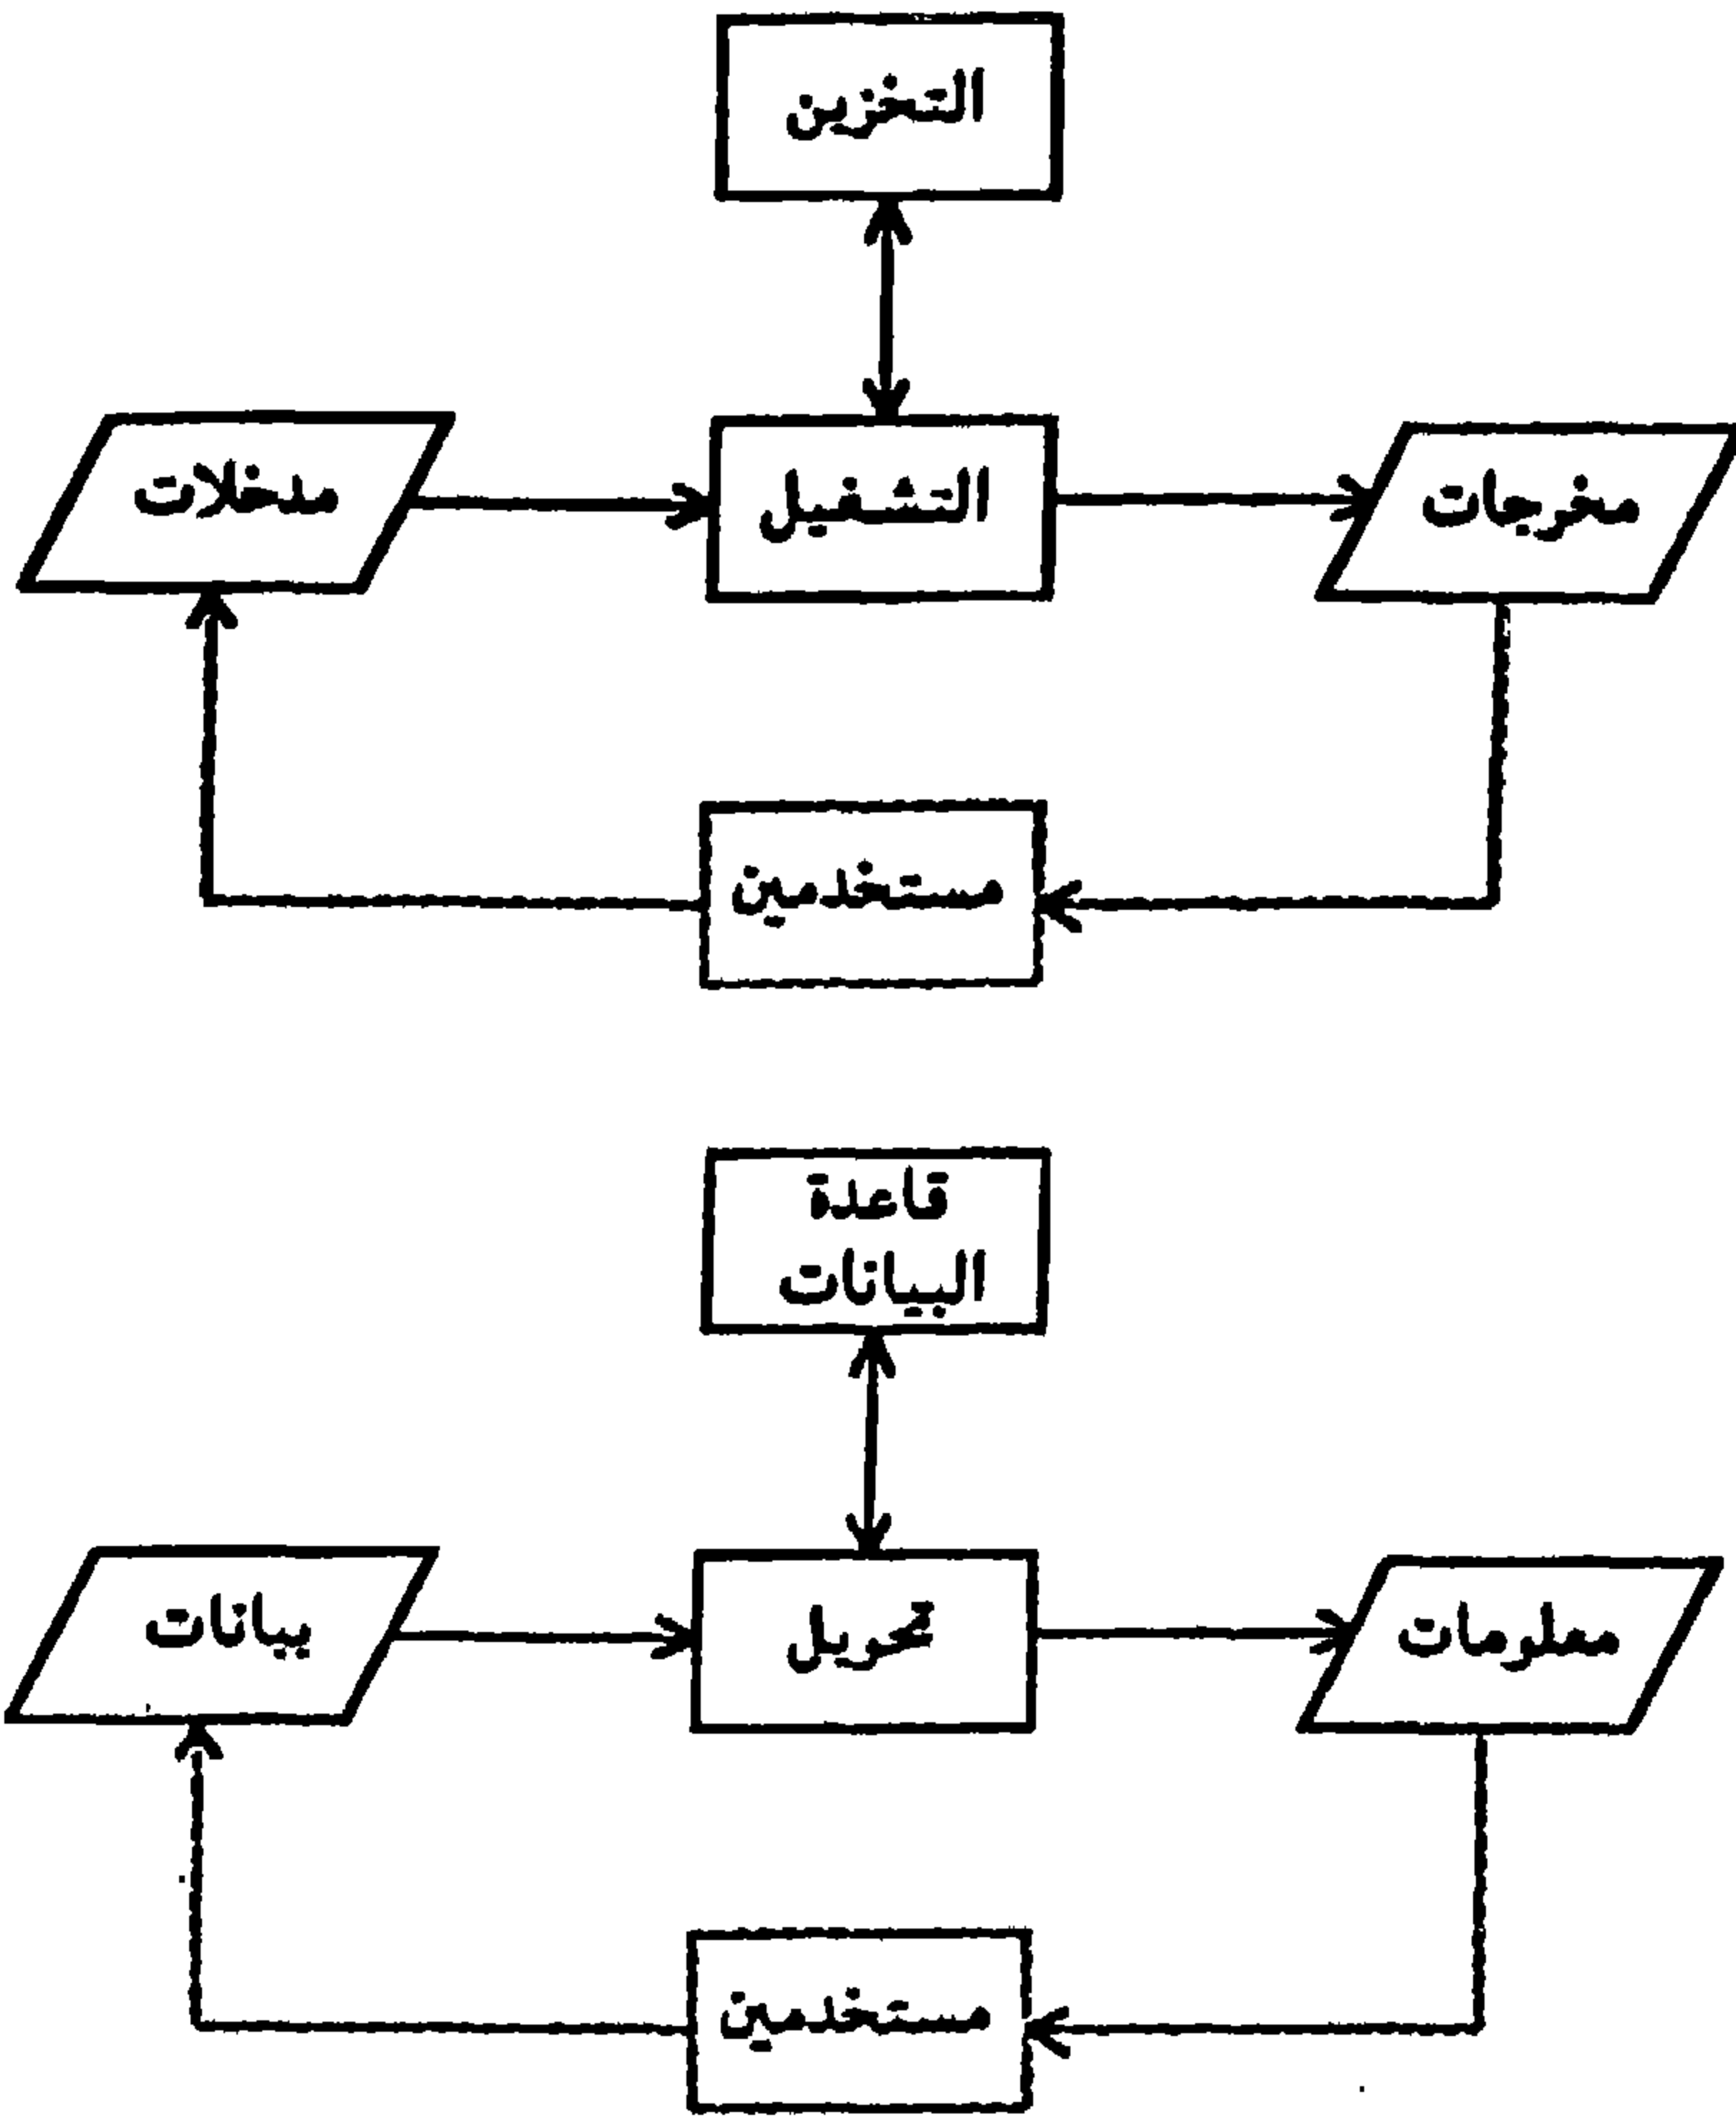 التخزين
مدخلات
التشغيل
مخرجات
مستخدمين
قاعدة
البيانات
بيانات
تحويل
معلومات
مستخدمين